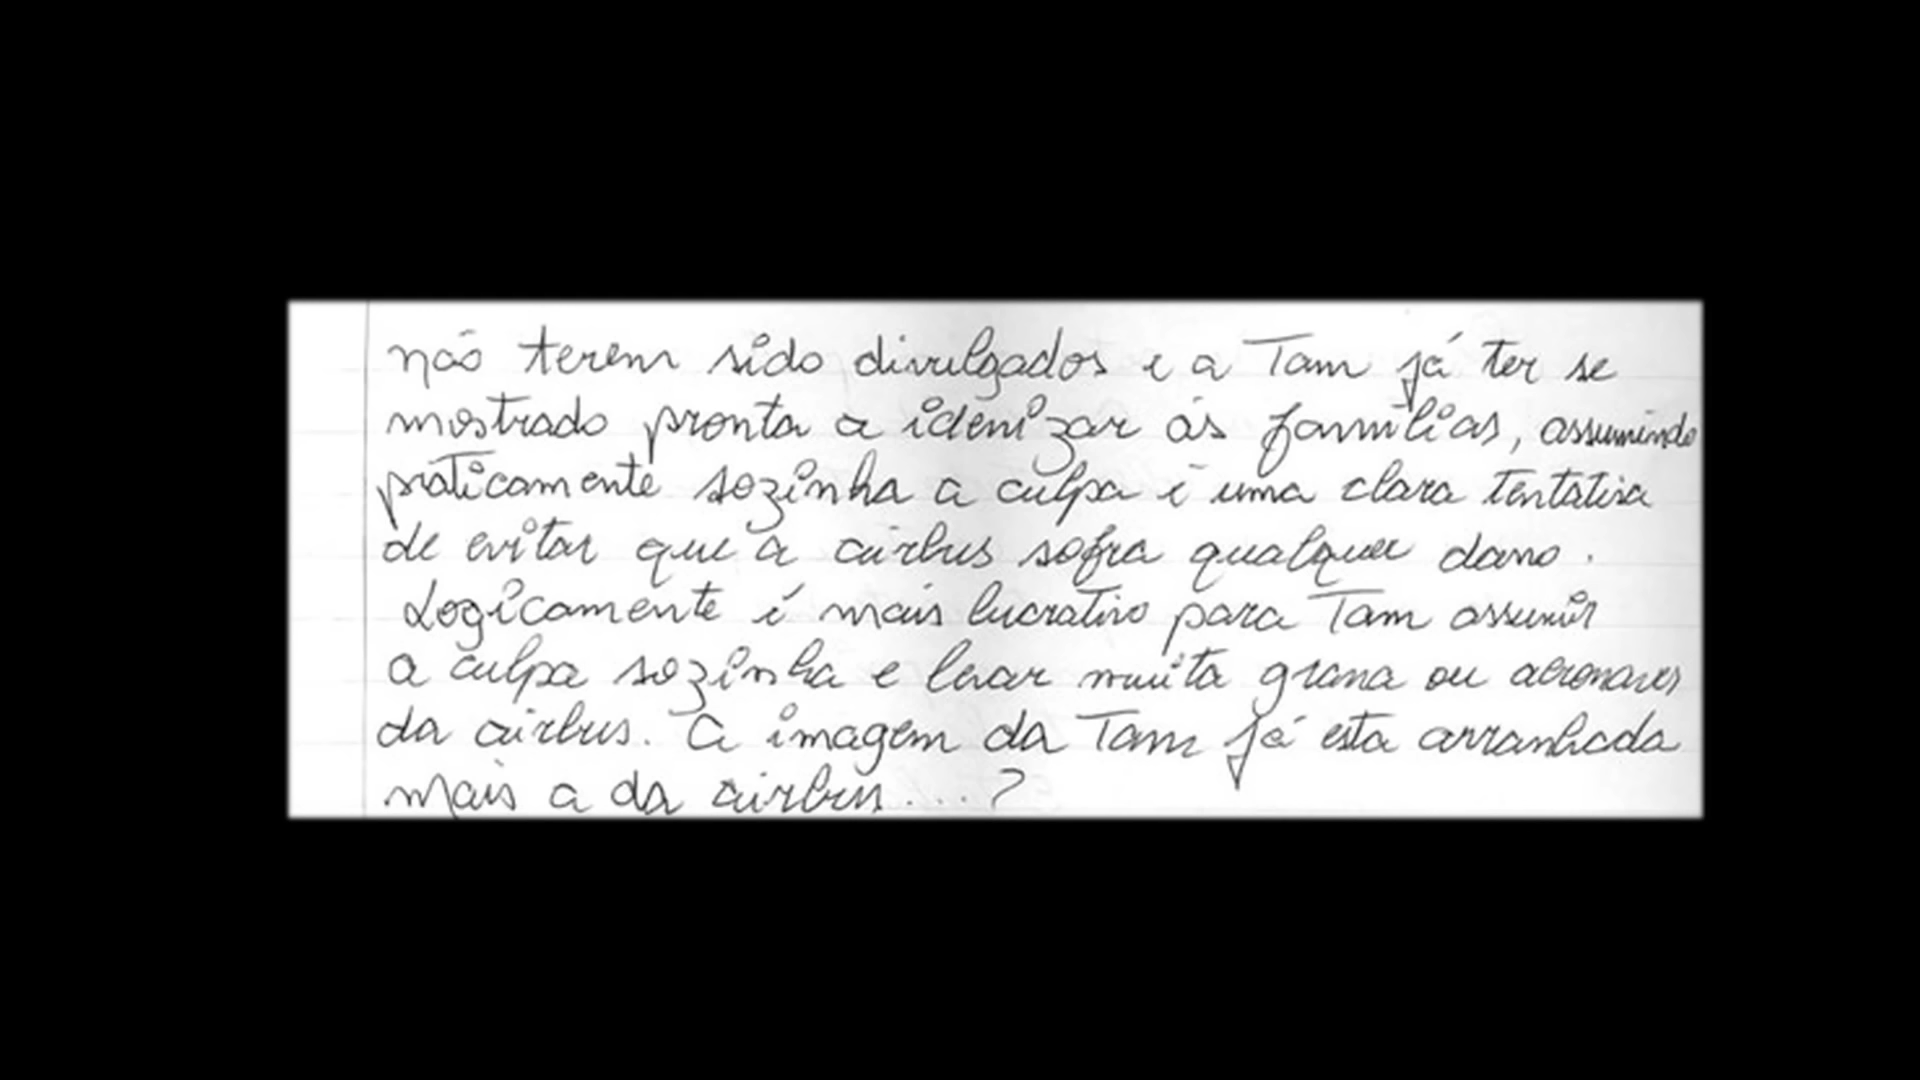 não terem sido divulgados e a Tam já ter se
mostrado pronta a idenizar ás famílias, assumindo
praticamente sozinha a culpa é uma clara tentativa
de evitar que a airbus sofra qualquer dano.
Logicamente é mais lucrativo para Tam assumir
a culpa sozinha e levar muita grana ou aeronaves
da airbus. A imagem da Tam já esta arranhada
mais a da airbus....?